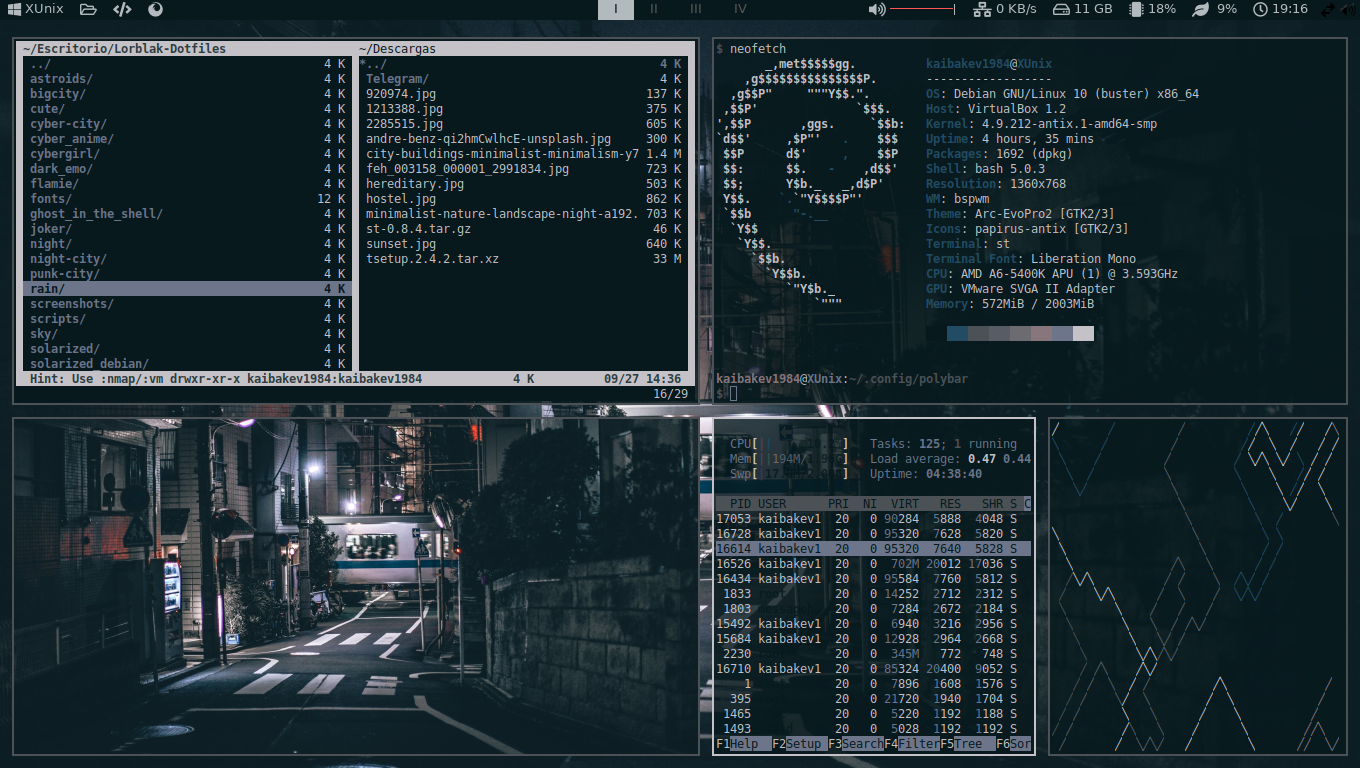 XUnix I II III IV 0 KB/s 11 GB 18% 9% 19:16
~/Escritorio/Lorblak-Dotfiles
../ 4 K
astroids/ 4 K
bigcity/ 4 K
cute/ 4 K
cyber-city/ 4 K
cyber_anime/ 4 K
cybergirl/ 4 K
dark_emo/ 4 K
flamie/ 4 K
fonts/ 12 K
ghost_in_the_shell/ 4 K
joker/ 4 K
night/ 4 K
night-city/ 4 K
punk-city/ 4 K
rain/ 4 K
screenshots/ 4 K
scripts/ 4 K
sky/ 4 K
solarized/ 4 K
solarized_debian/ 4 K
~/Descargas
*../ 4 K
Telegram/ 4 K
920974.jpg 137 K
1213388.jpg 375 K
2285515.jpg 605 K
andre-benz-qi2hmCwlhcE-unsplash.jpg 300 K
city-buildings-minimalist-minimalism-y7 1.4 M
feh_003158_000001_2991834.jpg 723 K
hereditary.jpg 503 K
hostel.jpg 862 K
minimalist-nature-landscape-night-a192. 703 K
st-0.8.4.tar.gz 46 K
sunset.jpg 640 K
tsetup.2.4.2.tar.xz 33 M
Hint: Use :nmap/:vm drwxr-xr-x kaibakev1984:kaibakev1984 4 K 09/27 14:36
16/29
$ neofetch
kaibakev1984@XUnix
------------------
OS: Debian GNU/Linux 10 (buster) x86_64
Host: VirtualBox 1.2
Kernel: 4.9.212-antix.1-amd64-smp
Uptime: 4 hours, 35 mins
Packages: 1692 (dpkg)
Shell: bash 5.0.3
Resolution: 1360x768
WM: bspwm
Theme: Arc-EvoPro2 [GTK2/3]
Icons: papirus-antix [GTK2/3]
Terminal: st
Terminal Font: Liberation Mono
CPU: AMD A6-5400K APU (1) @ 3.593GHz
GPU: VMware SVGA II Adapter
Memory: 572MiB / 2003MiB
kaibakev1984@XUnix:~/.config/polybar
$
CPU[ ] Tasks: 125; 1 running
Mem[ 194M/ ] Load average: 0.47 0.44
Swp[ ] Uptime: 04:38:40
PID USER PRI NI VIRT RES SHR S C
17053 kaibakev1 20 0 90284 5888 4048 S
16728 kaibakev1 20 0 95320 7628 5820 S
16614 kaibakev1 20 0 95320 7640 5828 S
16526 kaibakev1 20 0 702M 20012 17036 S
16434 kaibakev1 20 0 95584 7760 5812 S
1833 20 0 14252 2712 2312 S
1803 20 0 7284 2672 2184 S
15492 kaibakev1 20 0 6940 3216 2956 S
15684 kaibakev1 20 0 12928 2964 2668 S
2230 20 0 345M 772 748 S
16710 kaibakev1 20 0 85324 20400 9052 S
1 20 0 7896 1608 1576 S
395 20 0 21720 1940 1704 S
1465 20 0 5220 1192 1188 S
1493 20 0 5028 1192 1192 S
F1Help F2Setup F3SearchF4FilterF5Tree F6Sor